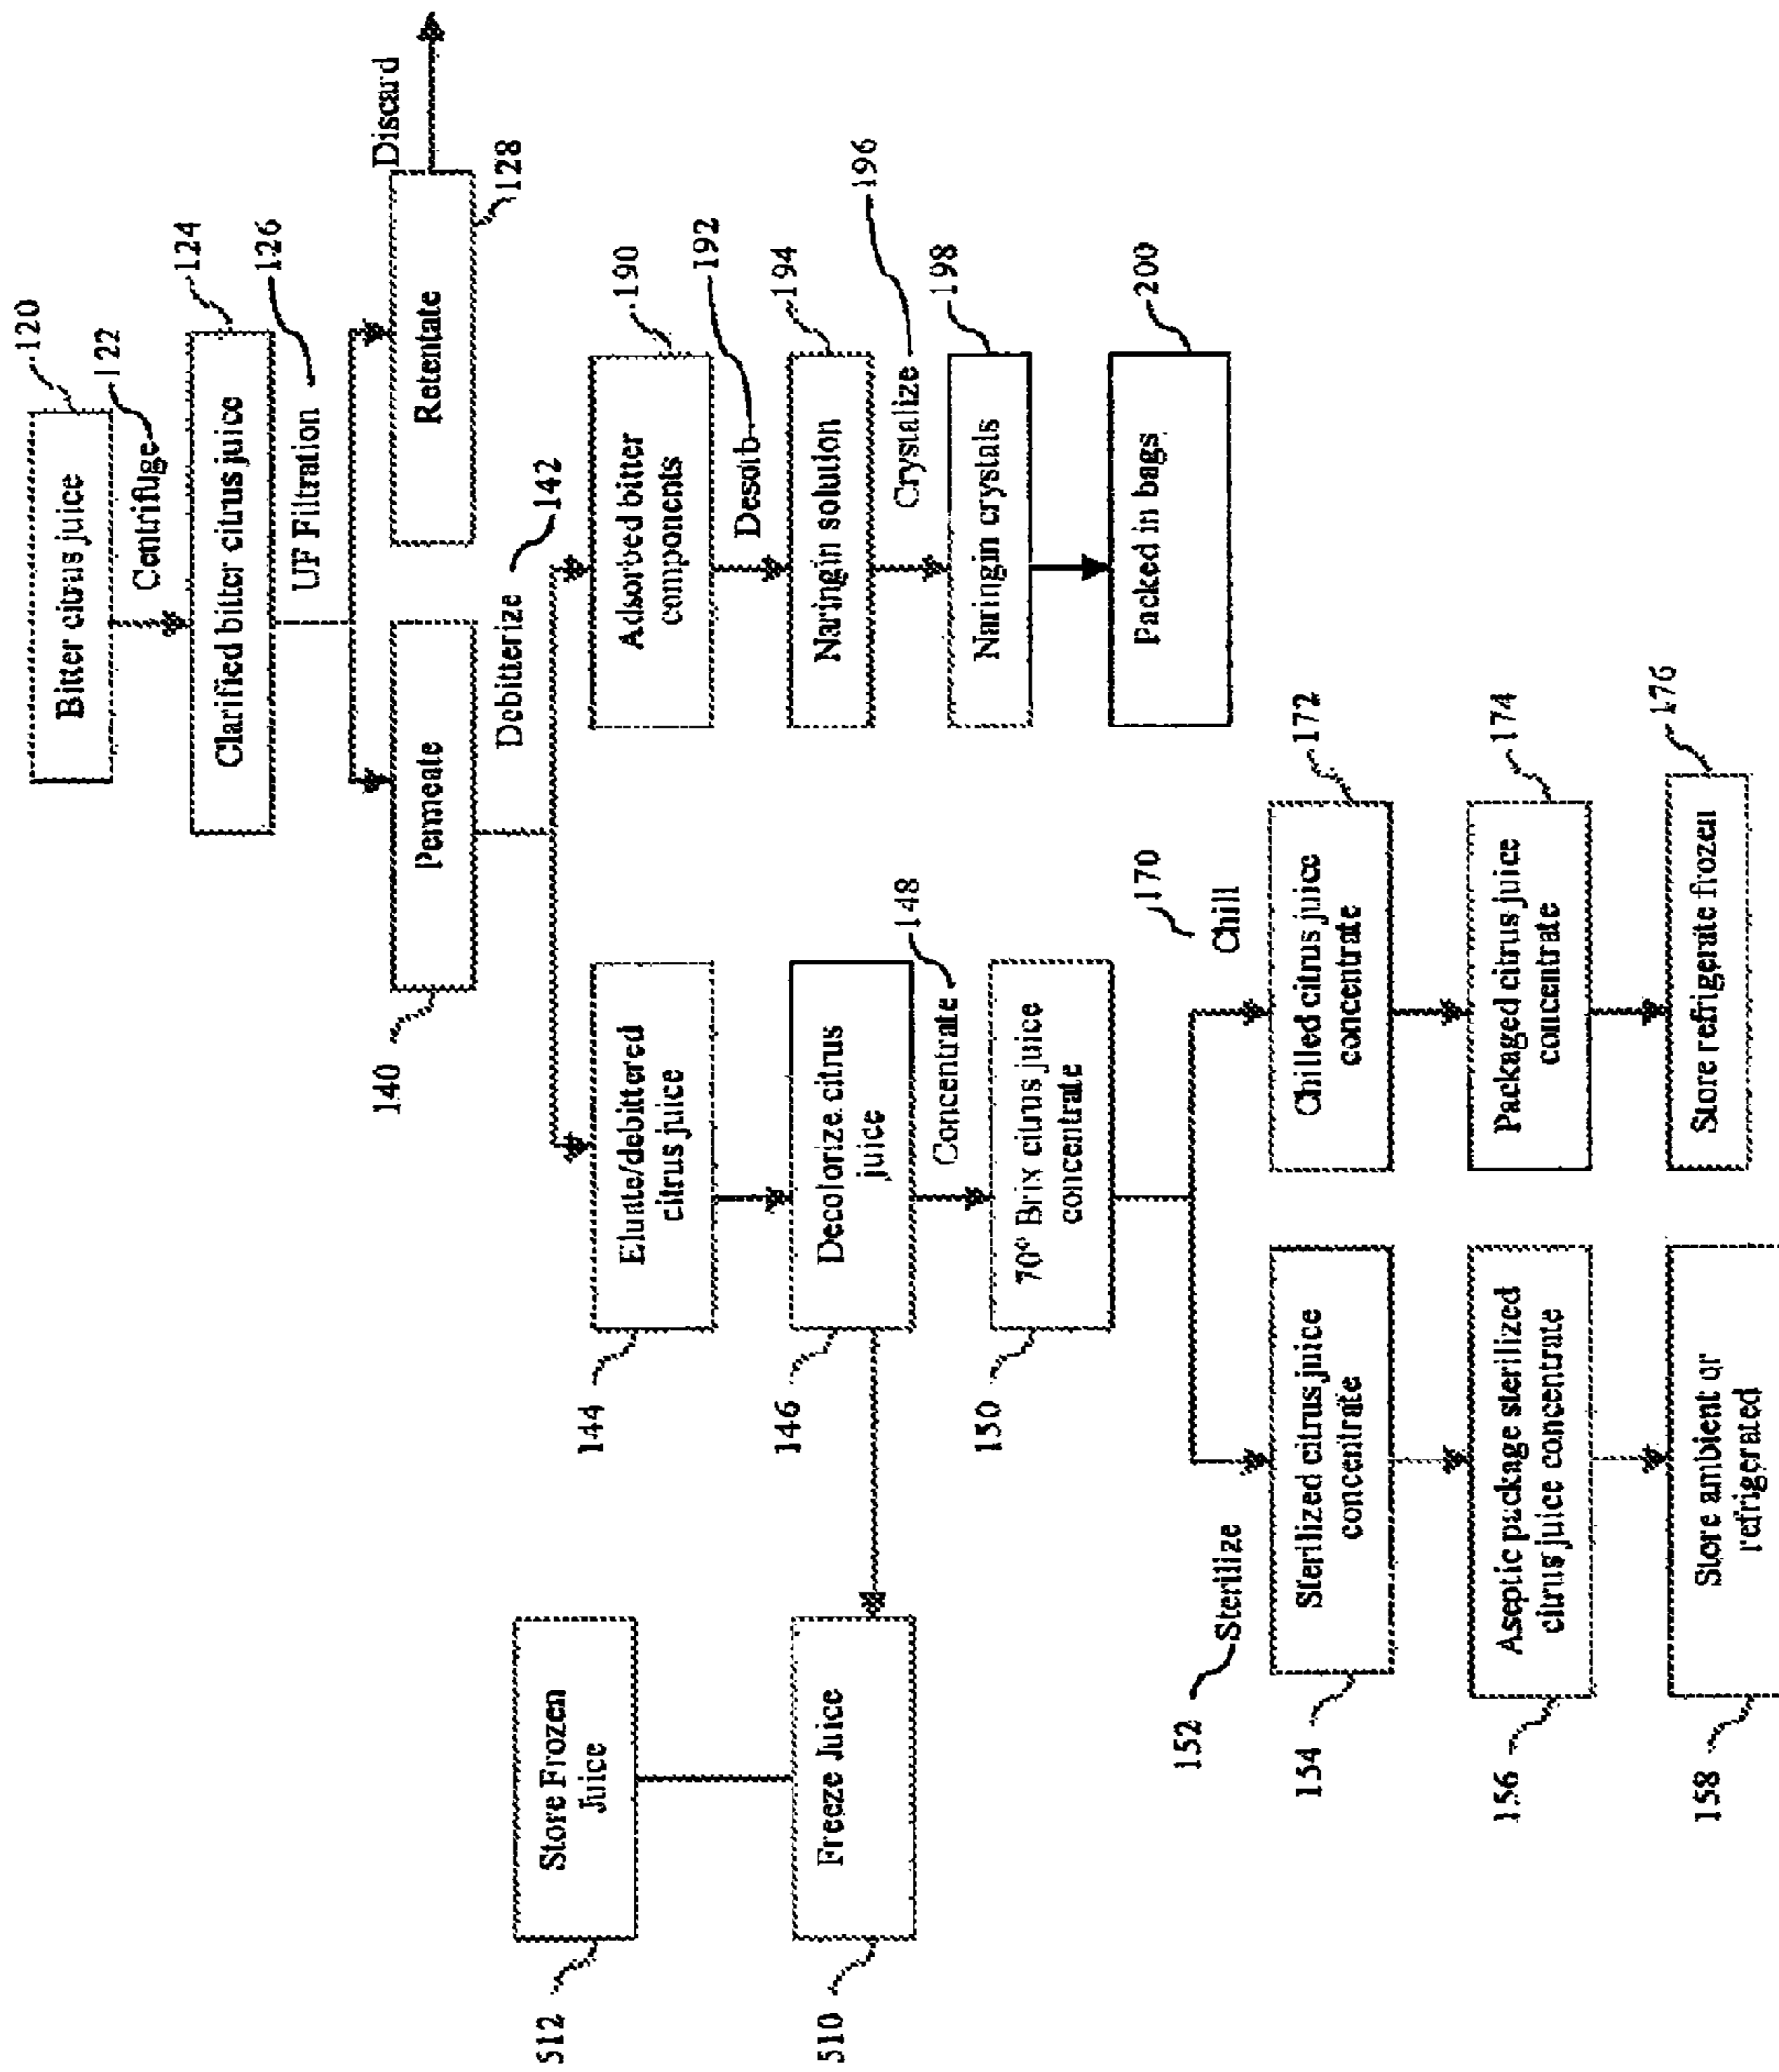 Bitter citrus juice
120
Centrifuge
122
Clarified bitter citrus juice
124
UF Filtration
126
Permeate
140
Retentate
128
Discard
Debitterize
142
Eluate/debittered
citrus juice
144
Adsorbed bitter
components
190
Desorb
192
Naringin solution
194
Crystalize
196
Naringin crystals
198
Packed in bags
200
Decolorize citrus
juice
146
Concentrate
148
70° Brix citrus juice
concentrate
150
Store Frozen
Juice
512
Freeze Juice
510
152
Sterilize
170
Chill
Sterilized citrus juice
concentrate
154
Chilled citrus juice
concentrate
172
Aseptic package sterilized
citrus juice concentrate
156
Packaged citrus juice
concentrate
174
Store ambient or
refrigerated
158
Store refrigerate frozen
176